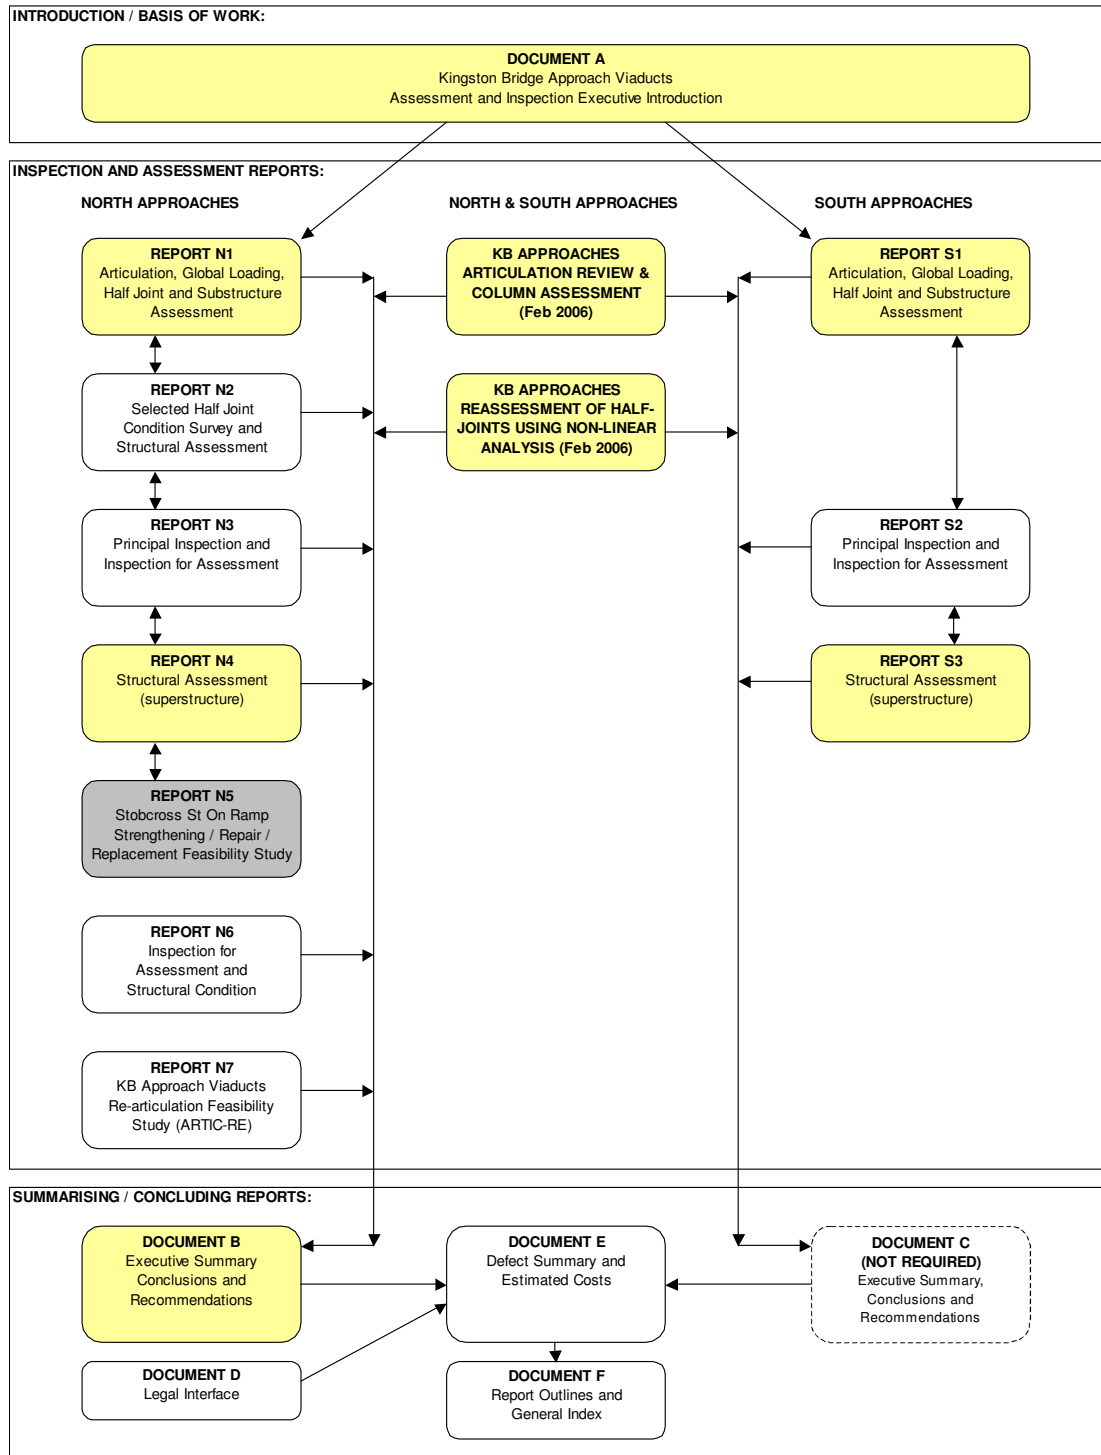 INTRODUCTION / BASIS OF WORK:
DOCUMENT A
Kingston Bridge Approach Viaducts
Assessment and Inspection Executive Introduction
INSPECTION AND ASSESSMENT REPORTS:
NORTH APPROACHES
NORTH & SOUTH APPROACHES
SOUTH APPROACHES
REPORT N1
Articulation, Global Loading,
Half Joint and Substructure
Assessment
KB APPROACHES
ARTICULATION REVIEW &
COLUMN ASSESSMENT
(Feb 2006)
REPORT S1
Articulation, Global Loading,
Half Joint and Substructure
Assessment
REPORT N2
Selected Half Joint
Condition Survey and
Structural Assessment
KB APPROACHES
REASSESSMENT OF HALF-
JOINTS USING NON-LINEAR
ANALYSIS (Feb 2006)
REPORT N3
Principal Inspection and
Inspection for Assessment
REPORT S2
Principal Inspection and
Inspection for Assessment
REPORT N4
Structural Assessment
(superstructure)
REPORT S3
Structural Assessment
(superstructure)
REPORT N5
Stobcross St On Ramp
Strengthening / Repair /
Replacement Feasibility Study
REPORT N6
Inspection for
Assessment and
Structural Condition
REPORT N7
KB Approach Viaducts
Re-articulation Feasibility
Study (ARTIC-RE)
SUMMARISING / CONCLUDING REPORTS:
DOCUMENT B
Executive Summary
Conclusions and
Recommendations
DOCUMENT E
Defect Summary and
Estimated Costs
DOCUMENT C
(NOT REQUIRED)
Executive Summary,
Conclusions and
Recommendations
DOCUMENT D
Legal Interface
DOCUMENT F
Report Outlines and
General Index